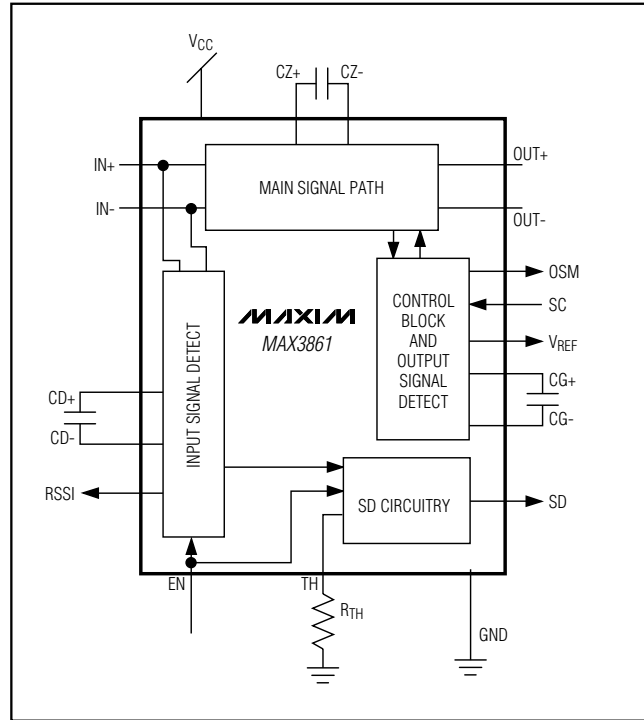 VCC
CZ+ CZ-
IN+
IN-
MAIN SIGNAL PATH
OUT+
OUT-
INPUT SIGNAL DETECT
MAXIM
MAX3861
CONTROL
BLOCK
AND
OUTPUT
SIGNAL
DETECT
OSM
SC
VREF
CG+
CG-
CD+
CD-
RSSI
SD CIRCUITRY
SD
EN
TH
RTH
GND